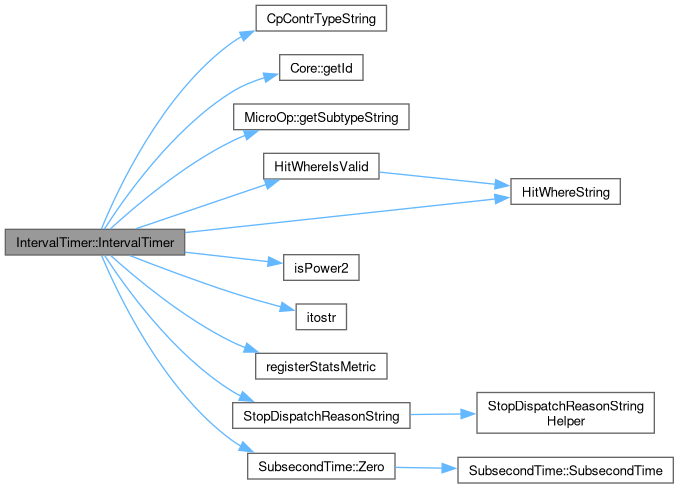 CpContrTypeString
Core::getId
MicroOp::getSubtypeString
HitWhereIsValid
HitWhereString
IntervalTimer::IntervalTimer
isPower2
itostr
registerStatsMetric
StopDispatchReasonString
StopDispatchReasonString
Helper
SubsecondTime::Zero
SubsecondTime::SubsecondTime